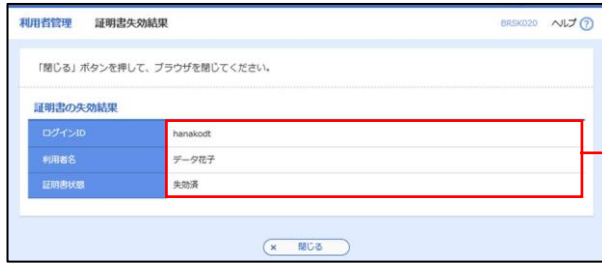 利用者管理 証明書失効結果 BRSK020 ヘルプ ?
「閉じる」ボタンを押して、ブラウザを閉じてください。
証明書の失効結果
ログインID hanakodt
利用者名 データ花子
証明書状態 失効済
× 閉じる